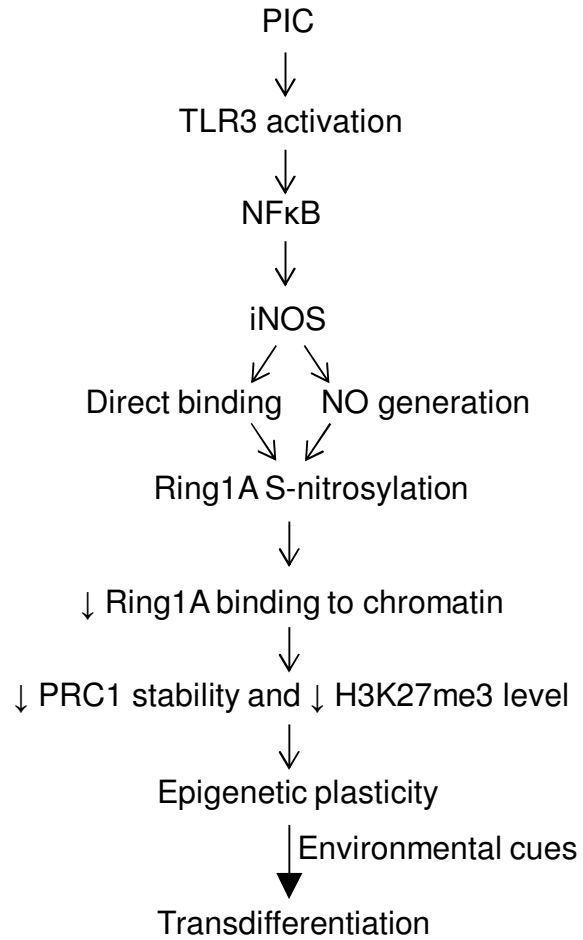 PIC
TLR3 activation
NFκB
iNOS
Direct binding NO generation
Ring1A S-nitrosylation
↓ Ring1A binding to chromatin
↓ PRC1 stability and ↓ H3K27me3 level
Epigenetic plasticity
Environmental cues
Transdifferentiation